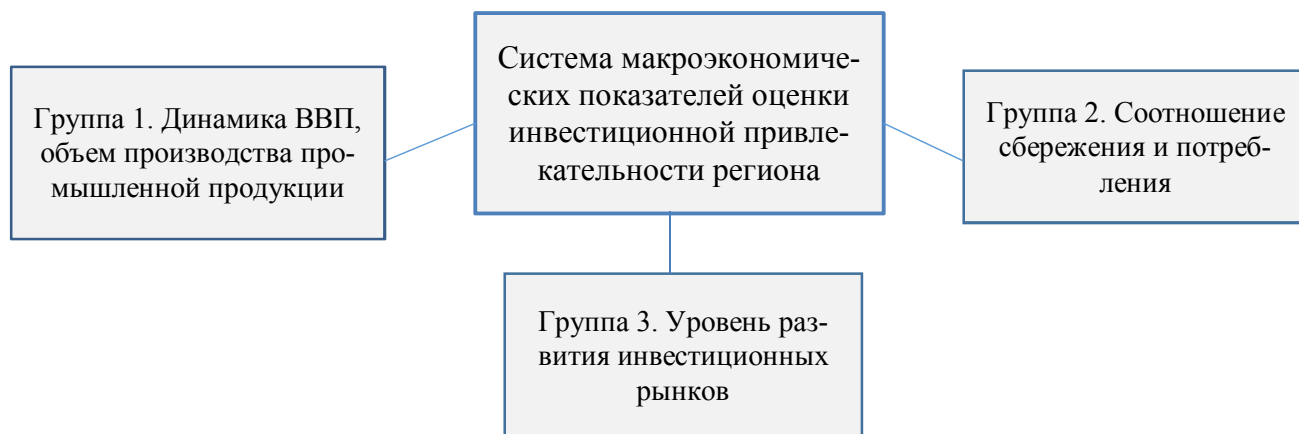 Система макроэкономиче-
ских показателей оценки
инвестиционной привле-
кательности региона
Группа 1. Динамика ВВП,
объем производства про-
мышленной продукции
Группа 2. Соотношение
сбережения и потреб-
ления
Группа 3. Уровень раз-
вития инвестиционных
рынков